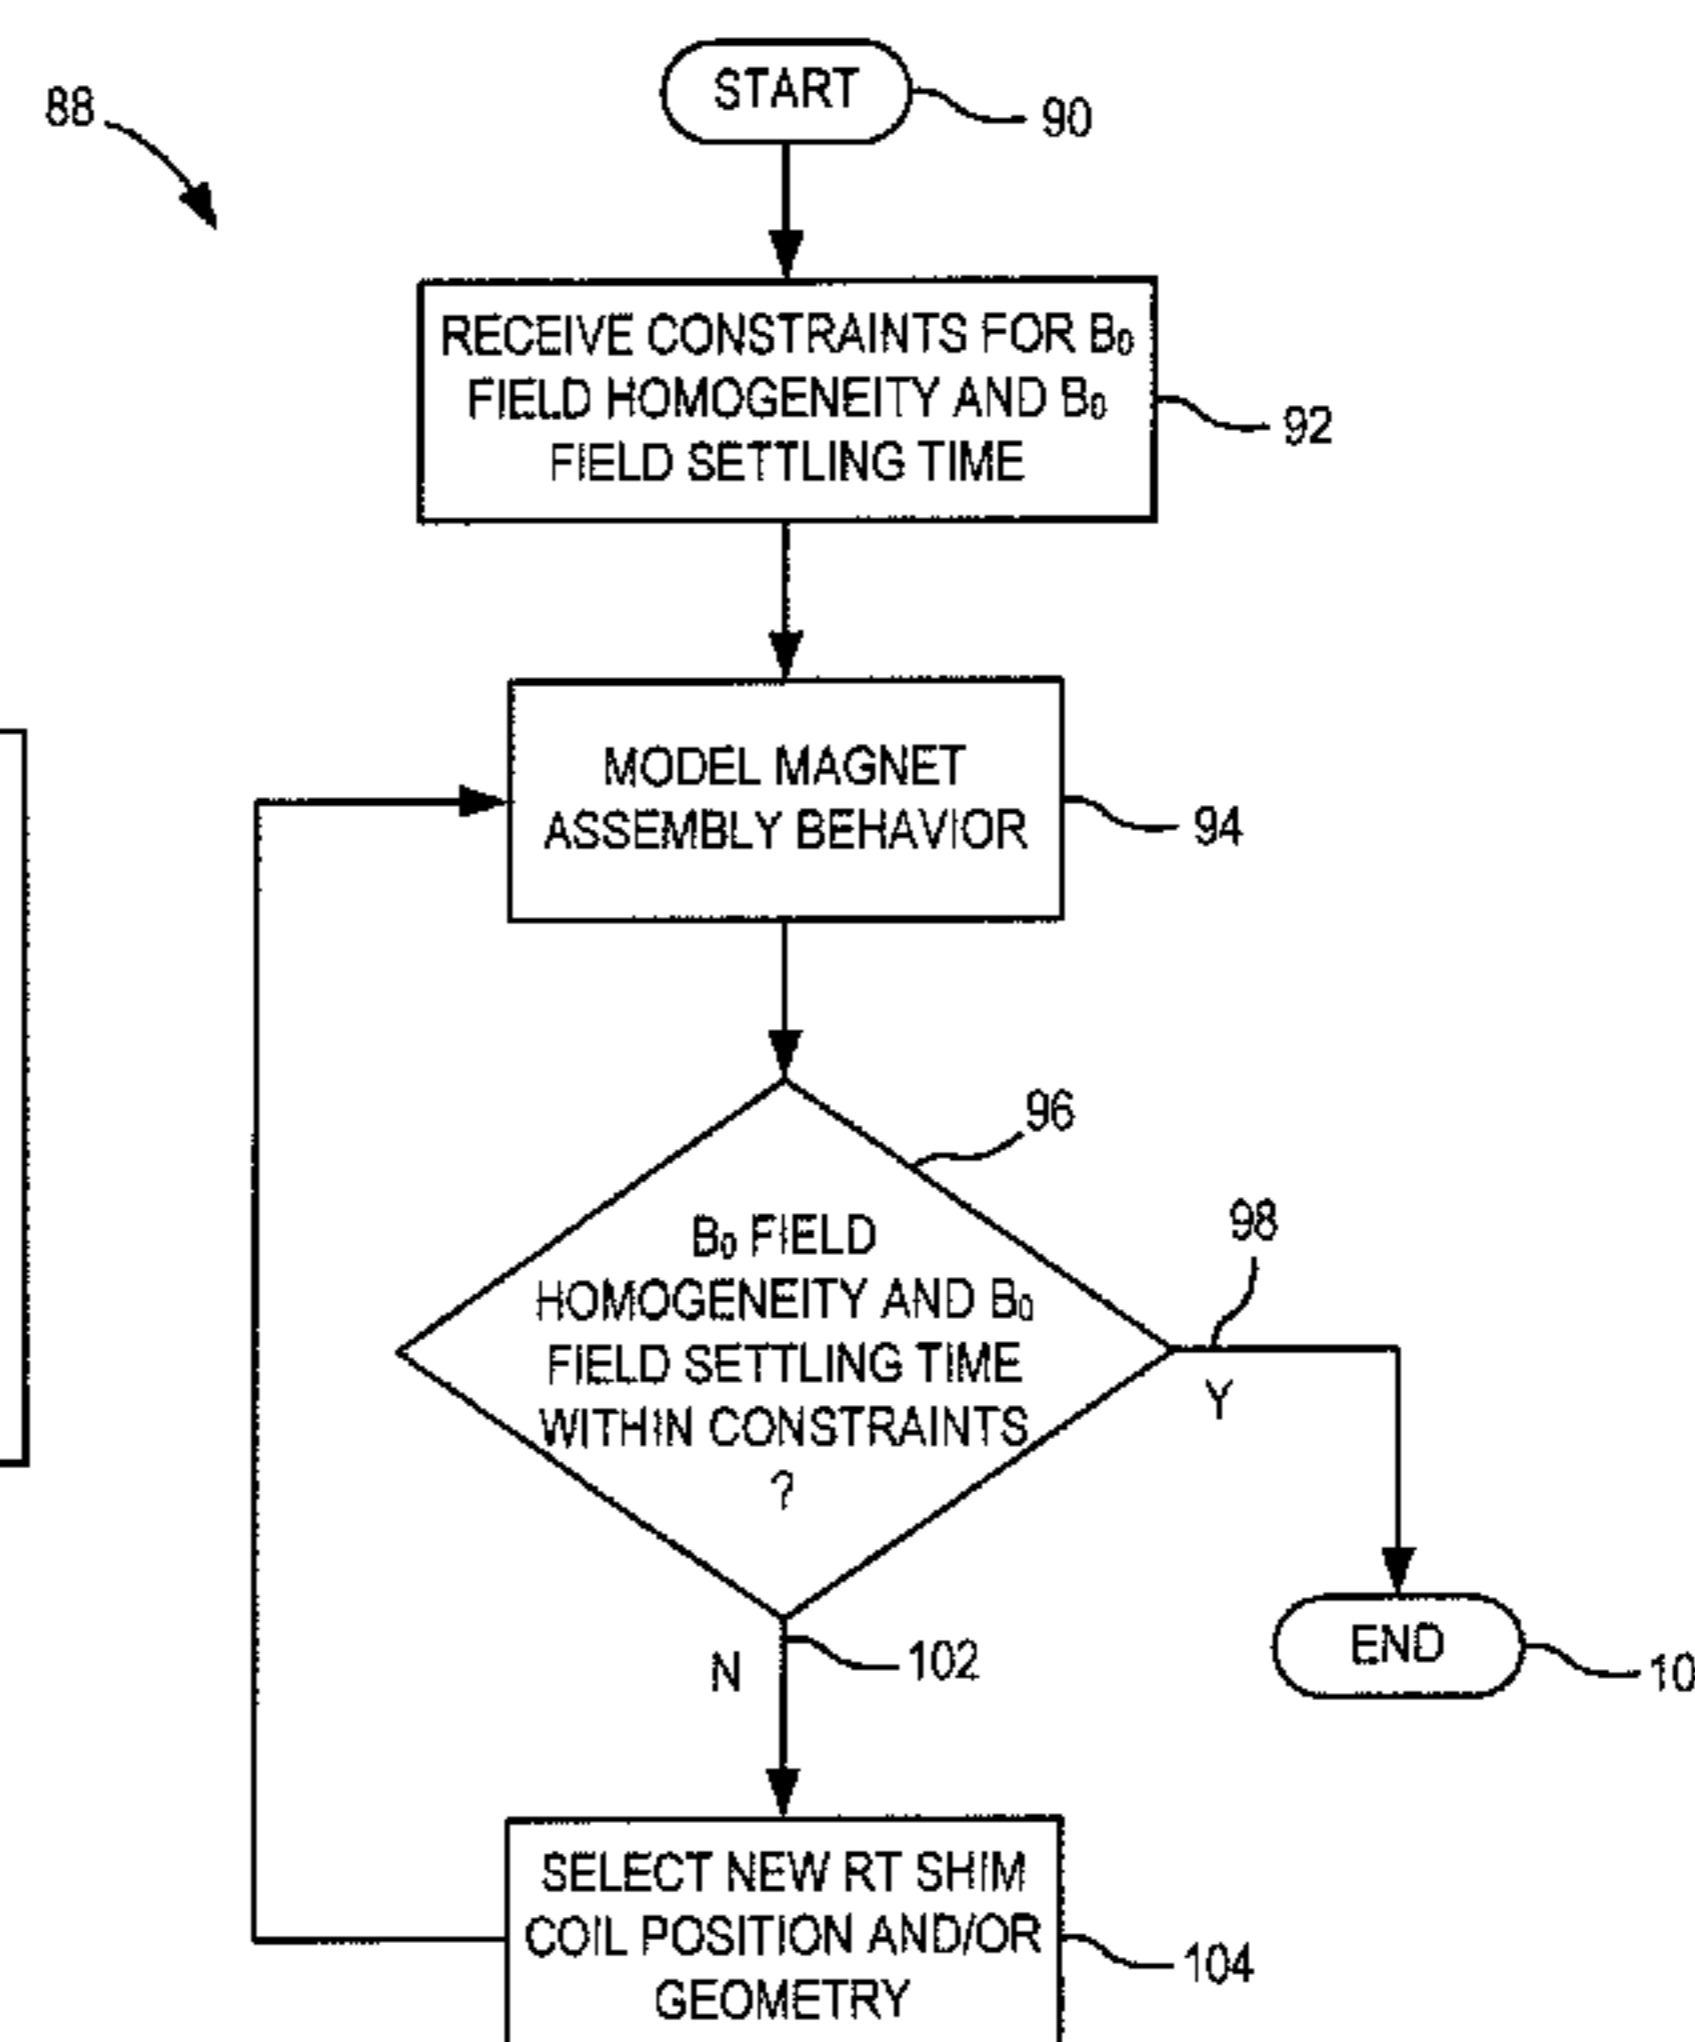 88
START
90
RECEIVE CONSTRAINTS FOR B₀
FIELD HOMOGENEITY AND B₀
FIELD SETTLING TIME
92
MODEL MAGNET
ASSEMBLY BEHAVIOR
94
96
B₀ FIELD
HOMOGENEITY AND B₀
FIELD SETTLING TIME
WITHIN CONSTRAINTS
?
98
Y
END
10
N
102
SELECT NEW RT SHIM
COIL POSITION AND/OR
GEOMETRY
104